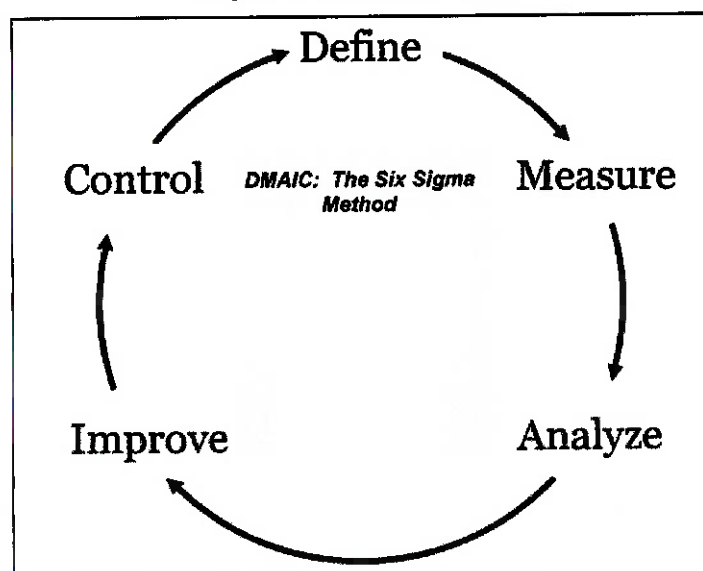 Define
Control
DMAIC: The Six Sigma
Method
Measure
Improve
Analyze